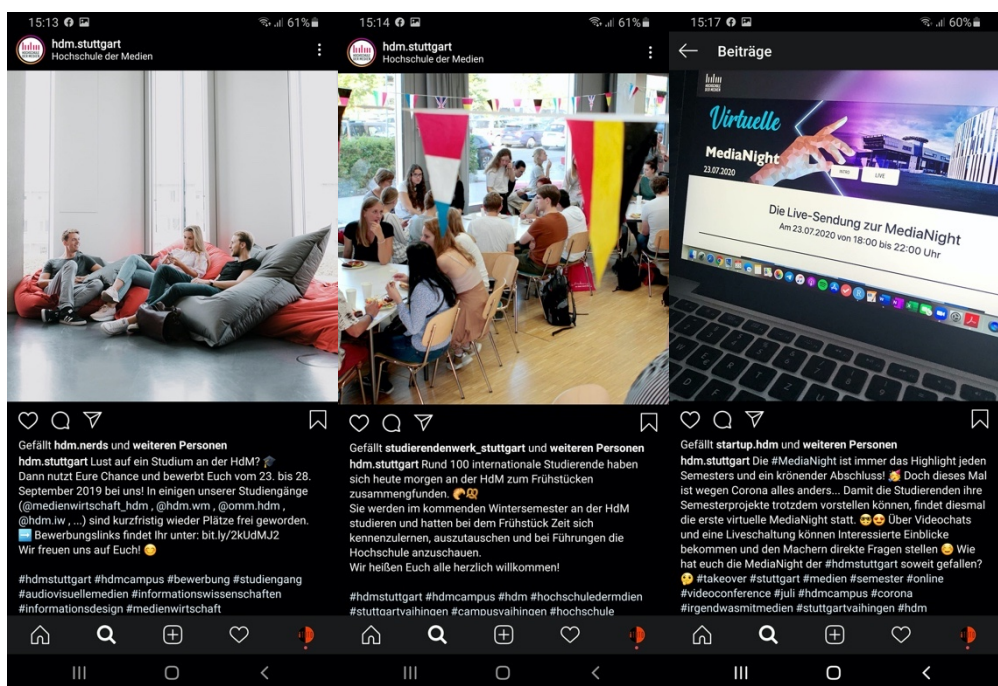 15:13
61%
hdm.stuttgart
Hochschule der Medien
Gefällt hdm.nerds und weiteren Personen
hdm.stuttgart Lust auf ein Studium an der HdM? 🎓
Dann nutzt Eure Chance und bewerbt Euch vom 23. bis 28.
September 2019 bei uns! In einigen unserer Studiengänge
(@medienwirtschaft_hdm , @hdm.wm , @omm.hdm ,
@hdm.iw , ...) sind kurzfristig wieder Plätze frei geworden.
➡️ Bewerbungslinks findet Ihr unter: bit.ly/2kUdMJ2
Wir freuen uns auf Euch! 😊
#hdmstuttgart #hdmcampus #bewerbung #studiengang
#audiovisuellemedien #informationswissenschaften
#informationsdesign #medienwirtschaft
15:14
61%
hdm.stuttgart
Hochschule der Medien
Gefällt studierendenwerk_stuttgart und weiteren Personen
hdm.stuttgart Rund 100 internationale Studierende haben
sich heute morgen an der HdM zum Frühstücken
zusammengefunden. 🥐🥨
Sie werden im kommenden Wintersemester an der HdM
studieren und hatten bei dem Frühstück Zeit sich
kennenzulernen, auszutauschen und bei Führungen die
Hochschule anzuschauen.
Wir heißen Euch alle herzlich willkommen!
#hdmstuttgart #hdmcampus #hdm #hochschuledermdien
#stuttgartvaihingen #campusvaihingen #hochschule
15:17
60%
Beiträge
hdm
HOCHSCHULE
DER MEDIEN
Virtuelle
MediaNight
23.07.2020
HOME
LIVE
Die Live-Sendung zur MediaNight
Am 23.07.2020 von 18:00 bis 22:00 Uhr
Gefällt startup.hdm und weiteren Personen
hdm.stuttgart Die #MediaNight ist immer das Highlight jeden
Semesters und ein krönender Abschluss! 🥳 Doch dieses Mal
ist wegen Corona alles anders... Damit die Studierenden ihre
Semesterprojekte trotzdem vorstellen können, findet diesmal
die erste virtuelle MediaNight statt. 😎😍 Über Videochats
und eine Liveschaltung können Interessierte Einblicke
bekommen und den Machern direkte Fragen stellen 😊 Wie
hat euch die MediaNight der #hdmstuttgart soweit gefallen?
🤔 #takeover #stuttgart #medien #semester #online
#videoconference #juli #hdmcampus #corona
#irgendwasmitmedien #stuttgartvaihingen #hdm